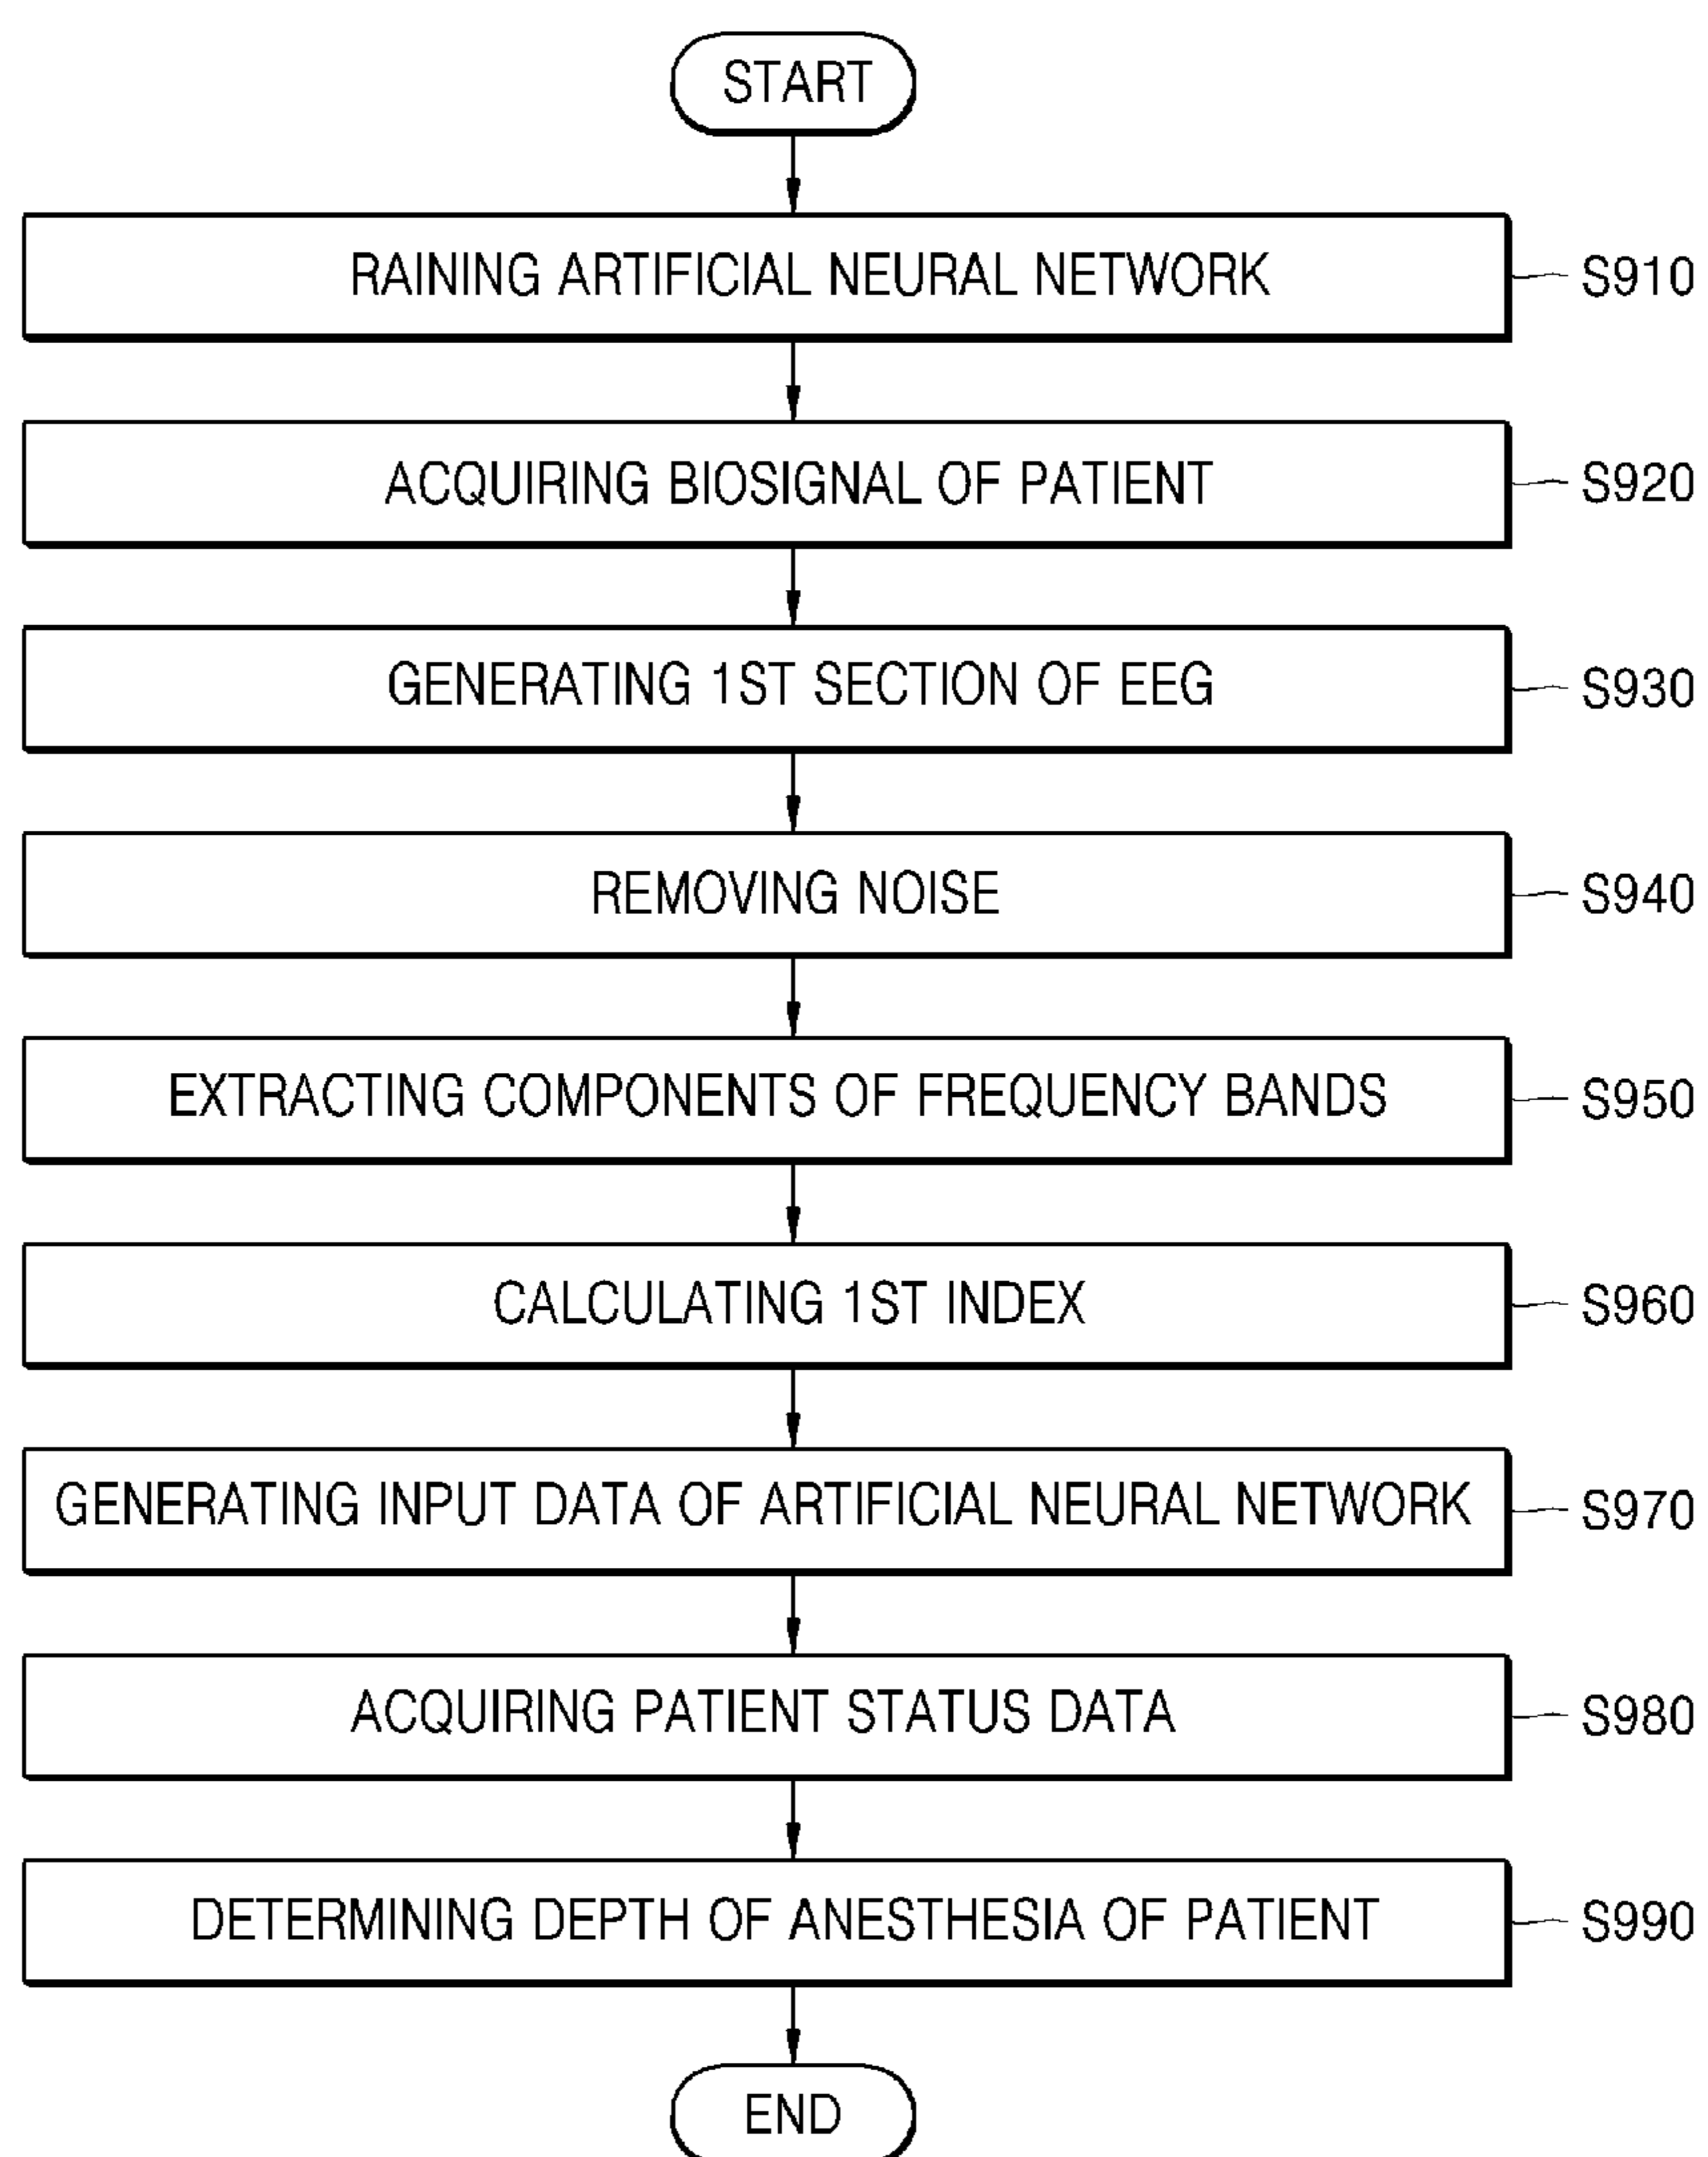 START
RAINING ARTIFICIAL NEURAL NETWORK
S910
ACQUIRING BIOSIGNAL OF PATIENT
S920
GENERATING 1ST SECTION OF EEG
S930
REMOVING NOISE
S940
EXTRACTING COMPONENTS OF FREQUENCY BANDS
S950
CALCULATING 1ST INDEX
S960
GENERATING INPUT DATA OF ARTIFICIAL NEURAL NETWORK
S970
ACQUIRING PATIENT STATUS DATA
S980
DETERMINING DEPTH OF ANESTHESIA OF PATIENT
S990
END